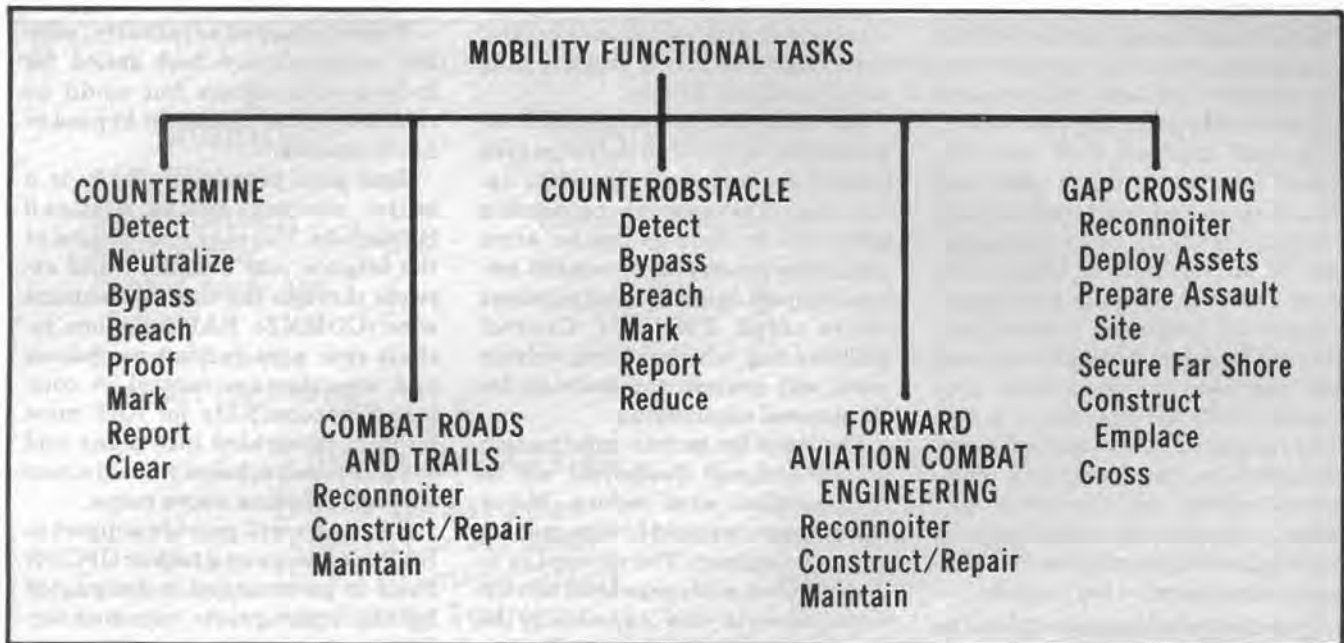 MOBILITY FUNCTIONAL TASKS
COUNTERMINE
Detect
Neutralize
Bypass
Breach
Proof
Mark
Report
Clear
COMBAT ROADS
AND TRAILS
Reconnoiter
Construct/Repair
Maintain
COUNTEROBSTACLE
Detect
Bypass
Breach
Mark
Report
Reduce
FORWARD
AVIATION COMBAT
ENGINEERING
Reconnoiter
Construct/Repair
Maintain
GAP CROSSING
Reconnoiter
Deploy Assets
Prepare Assault
Site
Secure Far Shore
Construct
Emplace
Cross